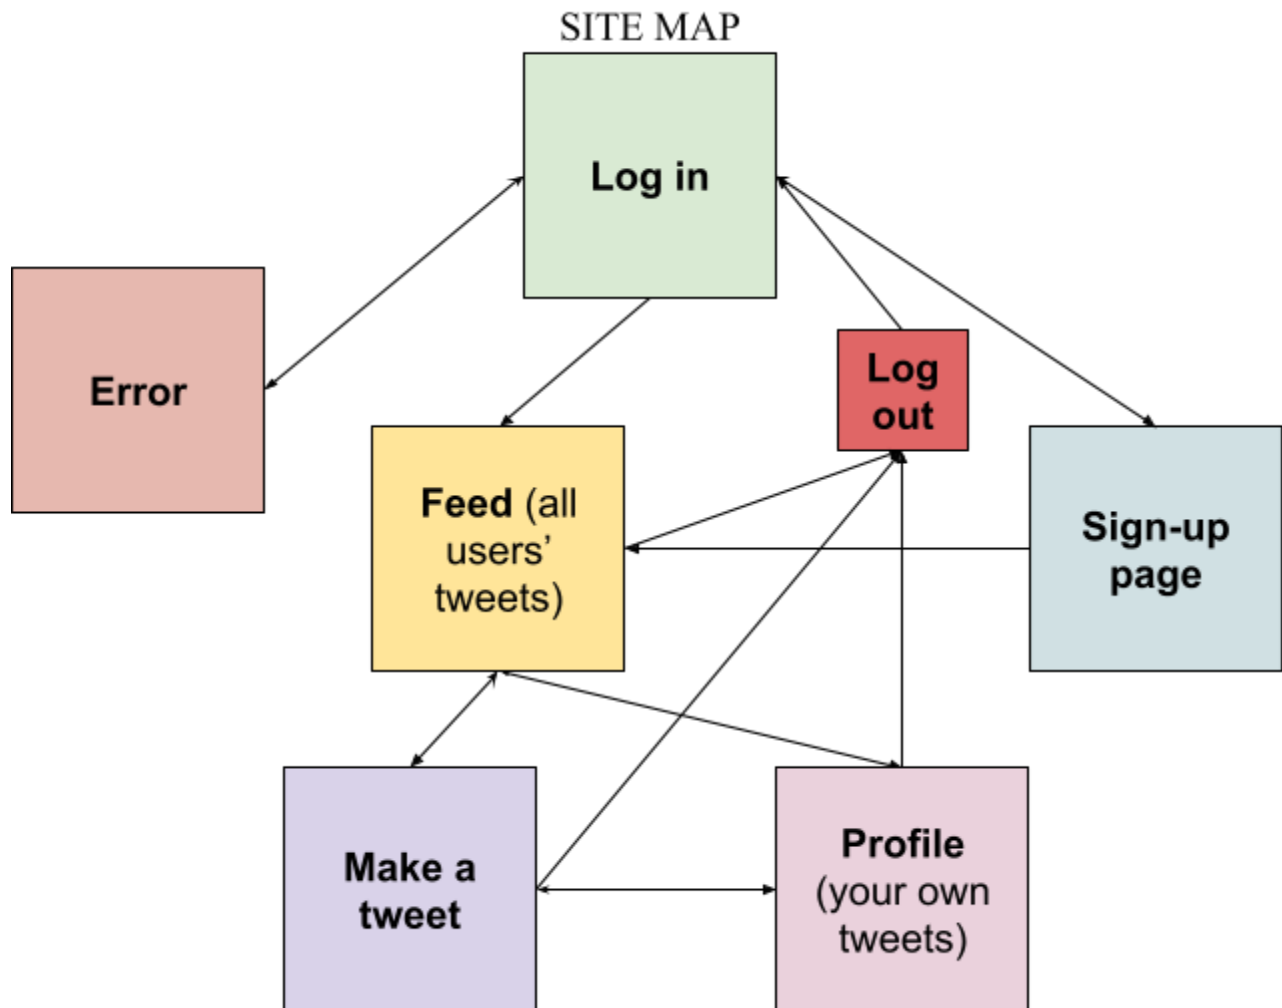 SITE MAP
Log in
Error
Log
out
Feed (all
users’
tweets)
Sign-up
page
Make a
tweet
Profile
(your own
tweets)